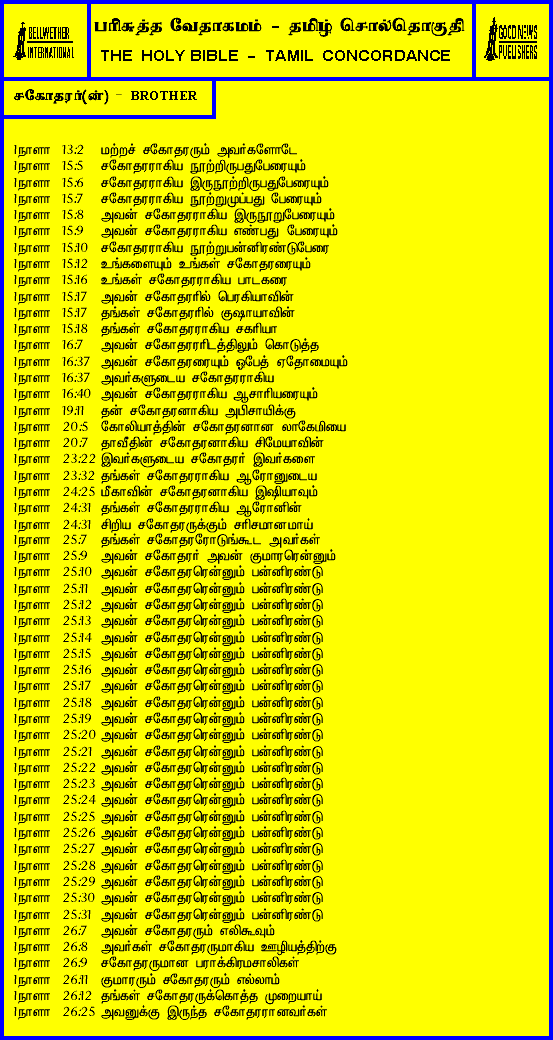 BELLWETHER INTERNATIONAL
பரிசுத்த வேதாகமம் - தமிழ் சொல்தொகுதி
THE HOLY BIBLE - TAMIL CONCORDANCE
GOOD NEWS PUBLISHERS
சகோதரர்(ன்) - BROTHER
1நாளா 13:2 மற்றச் சகோதரரும் அவர்களோடே
1நாளா 15:5 சகோதரராகிய நூற்றிருபதுபேரையும்
1நாளா 15:6 சகோதரராகிய இருநூற்றிருபதுபேரையும்
1நாளா 15:7 சகோதரராகிய நூற்றுமுப்பது பேரையும்
1நாளா 15:8 அவன் சகோதரராகிய இருநூறுபேரையும்
1நாளா 15:9 அவன் சகோதரராகிய எண்பது பேரையும்
1நாளா 15:10 சகோதரராகிய நூற்றுபன்னிரண்டுபேரை
1நாளா 15:12 உங்களையும் உங்கள் சகோதரரையும்
1நாளா 15:16 உங்கள் சகோதரராகிய பாடகரை
1நாளா 15:17 அவன் சகோதரரில் பெரகியாவின்
1நாளா 15:17 தங்கள் சகோதரரில் குஷாயாவின்
1நாளா 15:18 தங்கள் சகோதரராகிய சகரியா
1நாளா 16:7 அவன் சகோதரரிடத்திலும் கொடுத்த
1நாளா 16:37 அவன் சகோதரரையும் ஓபேத் ஏதோமையும்
1நாளா 16:37 அவர்களுடைய சகோதரராகிய
1நாளா 16:40 அவன் சகோதரராகிய ஆசாரியரையும்
1நாளா 19:11 தன் சகோதரனாகிய அபிசாயிக்கு
1நாளா 20:5 கோலியாத்தின் சகோதரனான லாகேமியை
1நாளா 20:7 தாவீதின் சகோதரனாகிய சிமேயாவின்
1நாளா 23:22 இவர்களுடைய சகோதரர் இவர்களை
1நாளா 23:32 தங்கள் சகோதரராகிய ஆரோனுடைய
1நாளா 24:25 மீகாவின் சகோதரனாகிய இஷியாவும்
1நாளா 24:31 தங்கள் சகோதரராகிய ஆரோனின்
1நாளா 24:31 சிறிய சகோதரருக்கும் சரிசமானமாய்
1நாளா 25:7 தங்கள் சகோதரரோடுங்கூட அவர்கள்
1நாளா 25:9 அவன் சகோதரர் அவன் குமாரரென்னும்
1நாளா 25:10 அவன் சகோதரரென்னும் பன்னிரண்டு
1நாளா 25:11 அவன் சகோதரரென்னும் பன்னிரண்டு
1நாளா 25:12 அவன் சகோதரரென்னும் பன்னிரண்டு
1நாளா 25:13 அவன் சகோதரரென்னும் பன்னிரண்டு
1நாளா 25:14 அவன் சகோதரரென்னும் பன்னிரண்டு
1நாளா 25:15 அவன் சகோதரரென்னும் பன்னிரண்டு
1நாளா 25:16 அவன் சகோதரரென்னும் பன்னிரண்டு
1நாளா 25:17 அவன் சகோதரரென்னும் பன்னிரண்டு
1நாளா 25:18 அவன் சகோதரரென்னும் பன்னிரண்டு
1நாளா 25:19 அவன் சகோதரரென்னும் பன்னிரண்டு
1நாளா 25:20 அவன் சகோதரரென்னும் பன்னிரண்டு
1நாளா 25:21 அவன் சகோதரரென்னும் பன்னிரண்டு
1நாளா 25:22 அவன் சகோதரரென்னும் பன்னிரண்டு
1நாளா 25:23 அவன் சகோதரரென்னும் பன்னிரண்டு
1நாளா 25:24 அவன் சகோதரரென்னும் பன்னிரண்டு
1நாளா 25:25 அவன் சகோதரரென்னும் பன்னிரண்டு
1நாளா 25:26 அவன் சகோதரரென்னும் பன்னிரண்டு
1நாளா 25:27 அவன் சகோதரரென்னும் பன்னிரண்டு
1நாளா 25:28 அவன் சகோதரரென்னும் பன்னிரண்டு
1நாளா 25:29 அவன் சகோதரரென்னும் பன்னிரண்டு
1நாளா 25:30 அவன் சகோதரரென்னும் பன்னிரண்டு
1நாளா 25:31 அவன் சகோதரரென்னும் பன்னிரண்டு
1நாளா 26:7 அவன் சகோதரரும் எலிகூவும்
1நாளா 26:8 அவர்கள் சகோதரருமாகிய ஊழியத்திற்கு
1நாளா 26:9 சகோதரருமான பராக்கிரமசாலிகள்
1நாளா 26:11 குமாரரும் சகோதரரும் எல்லாம்
1நாளா 26:12 தங்கள் சகோதரருக்கொத்த முறையாய்
1நாளா 26:25 அவனுக்கு இருந்த சகோதரரானவர்கள்